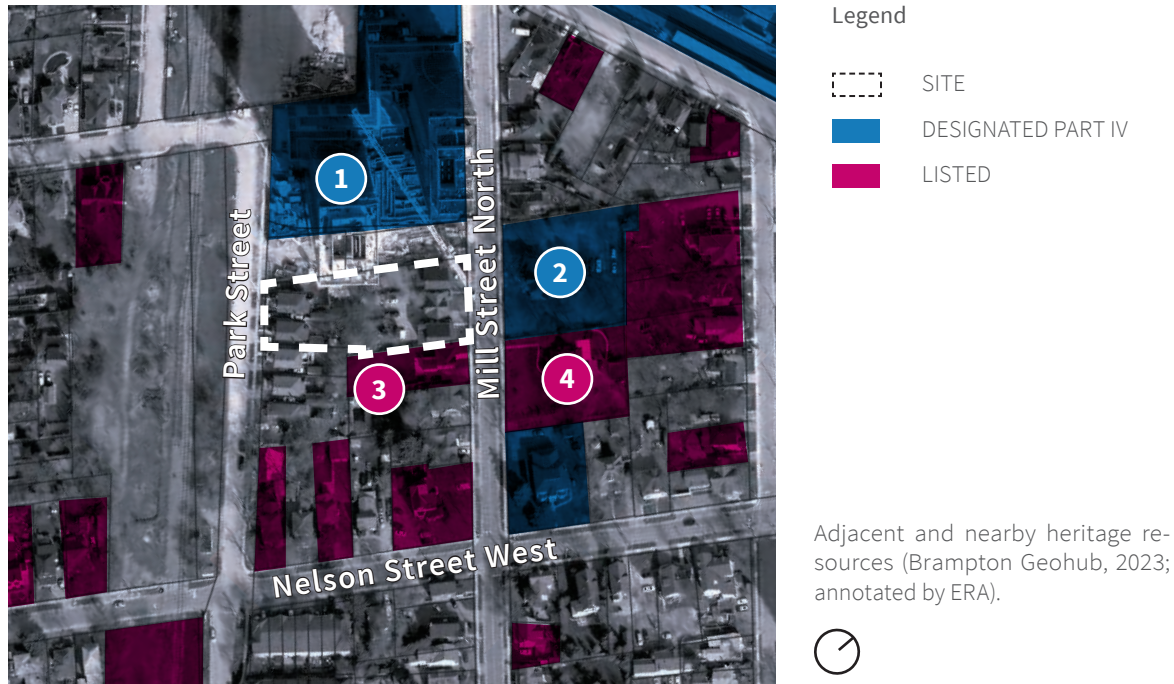 1
2
3
4
Park Street
Mill Street North
Nelson Street West
Legend
SITE
DESIGNATED PART IV
LISTED
Adjacent and nearby heritage re-
sources (Brampton Geohub, 2023;
annotated by ERA).